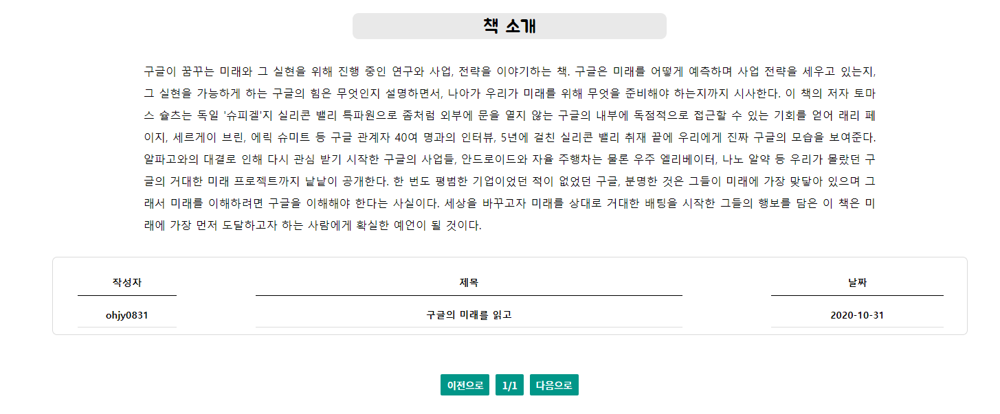 책 소개
구글이 꿈꾸는 미래와 그 실현을 위해 진행 중인 연구와 사업, 전략을 이야기하는 책. 구글은 미래를 어떻게 예측하며 사업 전략을 세우고 있는지,
그 실현을 가능하게 하는 구글의 힘은 무엇인지 설명하면서, 나아가 우리가 미래를 위해 무엇을 준비해야 하는지까지 시사한다. 이 책의 저자 토마
스 슐츠는 독일 '슈피겔'지 실리콘 밸리 특파원으로 좀처럼 외부에 문을 열지 않는 구글의 내부에 독점적으로 접근할 수 있는 기회를 얻어 래리 페
이지, 세르게이 브린, 에릭 슈미트 등 구글 관계자 40여 명과의 인터뷰, 5년에 걸친 실리콘 밸리 취재 끝에 우리에게 진짜 구글의 모습을 보여준다.
알파고와의 대결로 인해 다시 관심 받기 시작한 구글의 사업들, 안드로이드와 자율 주행차는 물론 우주 엘리베이터, 나노 알약 등 우리가 몰랐던 구
글의 거대한 미래 프로젝트까지 낱낱이 공개한다. 한 번도 평범한 기업이었던 적이 없었던 구글, 분명한 것은 그들이 미래에 가장 맞닿아 있으며 그
래서 미래를 이해하려면 구글을 이해해야 한다는 사실이다. 세상을 바꾸고자 미래를 상대로 거대한 배팅을 시작한 그들의 행보를 담은 이 책은 미
래에 가장 먼저 도달하고자 하는 사람에게 확실한 예언이 될 것이다.
작성자 제목 날짜
ohjy0831 구글의 미래를 읽고 2020-10-31
이전으로 1/1 다음으로